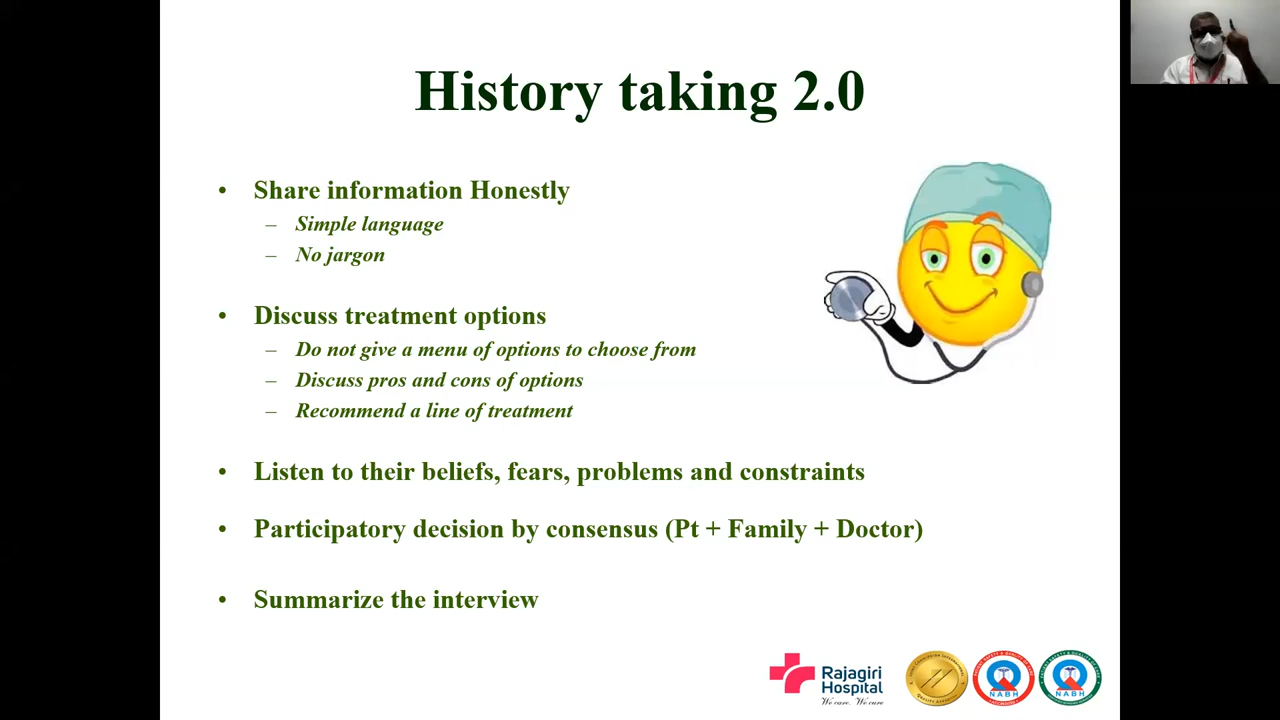 History taking 2.0
• Share information Honestly
– Simple language
– No jargon
• Discuss treatment options
– Do not give a menu of options to choose from
– Discuss pros and cons of options
– Recommend a line of treatment
• Listen to their beliefs, fears, problems and constraints
• Participatory decision by consensus (Pt + Family + Doctor)
• Summarize the interview
Rajagiri
Hospital
We care. We cure
NABH
NABH